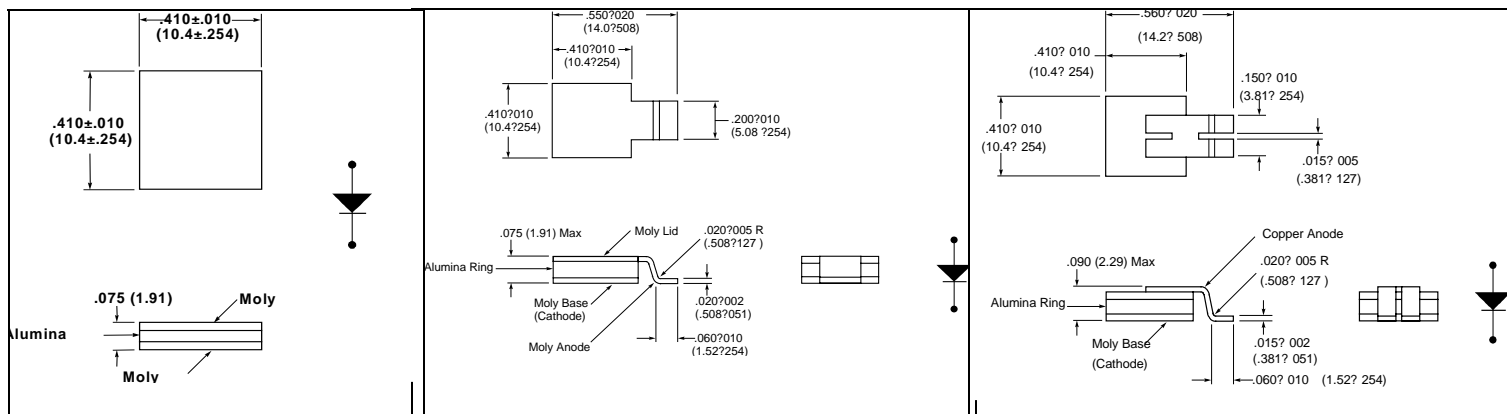 .410±.010
(10.4±.254)
.410±.010
(10.4±.254)
.075 (1.91)
Moly
Alumina
Moly
.550?020
(14.0?508)
.410?010
(10.4?254)
.410?010
(10.4?254)
.200?010
(5.08 ?254)
.075 (1.91) Max
Moly Lid
.020?005 R
(.508?127 )
Alumina Ring
Moly Base
(Cathode)
.020?002
(.508?051)
Moly Anode
.060?010
(1.52?254)
.560? 020
(14.2? 508)
.410? 010
(10.4? 254)
.150? 010
(3.81? 254)
.410? 010
(10.4? 254)
.015? 005
(.381? 127)
Copper Anode
.090 (2.29) Max
.020? 005 R
(.508? 127 )
Alumina Ring
Moly Base
(Cathode)
.015? 002
(.381? 051)
.060? 010 (1.52? 254)